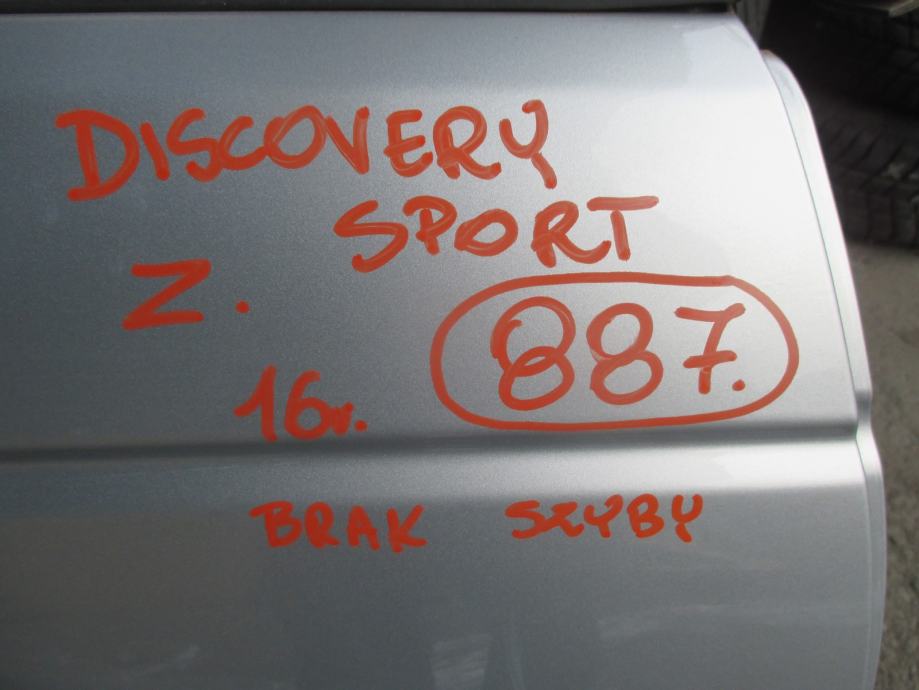 DISCOVERY
SPORT
Z.
887.
16r.
BRAK SZYBY